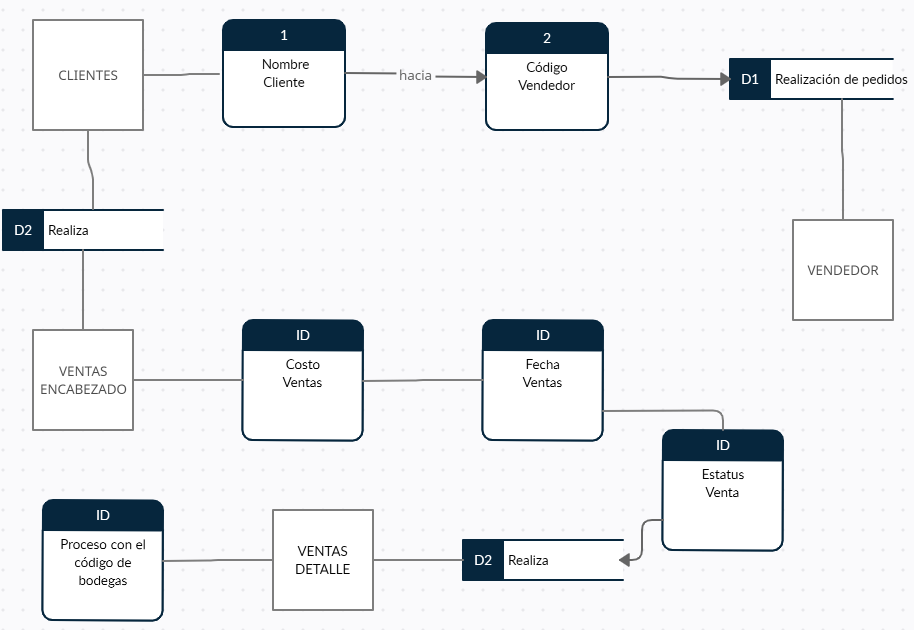 CLIENTES
1
Nombre
Cliente
hacia
2
Código
Vendedor
D1 Realización de pedidos
D2 Realiza
VENDEDOR
VENTAS
ENCABEZADO
ID
Costo
Ventas
ID
Fecha
Ventas
ID
Estatus
Venta
ID
Proceso con el
código de
bodegas
VENTAS
DETALLE
D2 Realiza